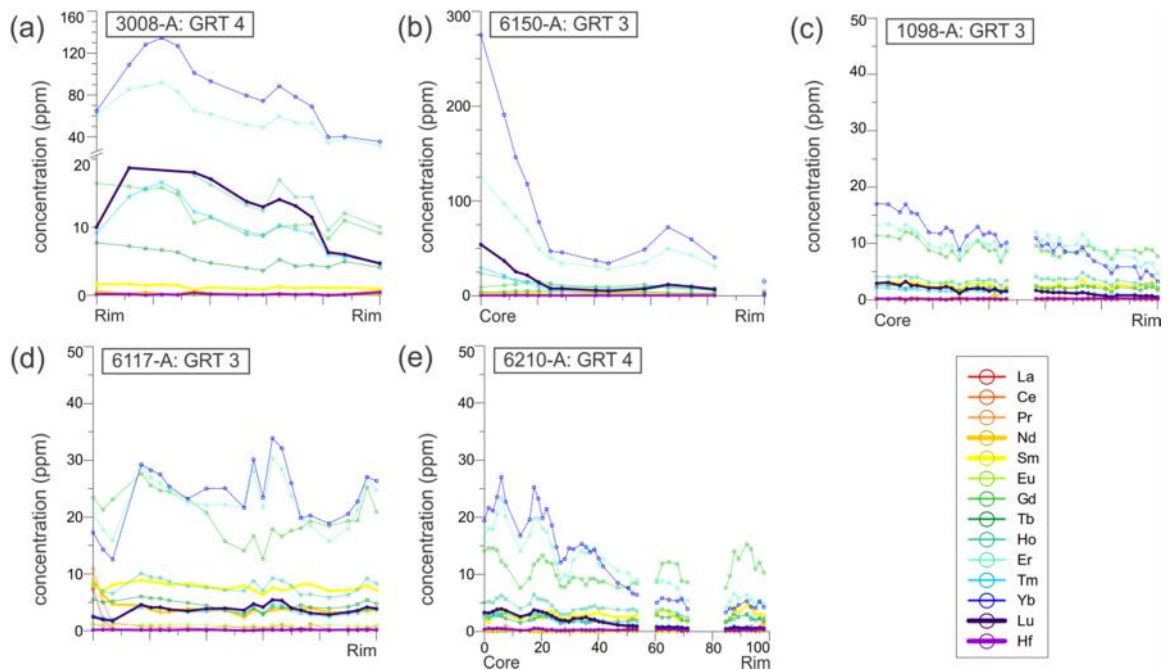 (a) 3008-A: GRT 4
160
120
80
40
20
10
0
concentration (ppm)
Rim Rim
(b) 6150-A: GRT 3
300
200
100
0
concentration (ppm)
Core Rim
(c) 1098-A: GRT 3
50
40
30
20
10
0
concentration (ppm)
Core Rim
(d) 6117-A: GRT 3
50
40
30
20
10
0
concentration (ppm)
Rim
(e) 6210-A: GRT 4
50
40
30
20
10
0
0 20 40 60 80 100
Core Rim
La
Ce
Pr
Nd
Sm
Eu
Gd
Tb
Ho
Er
Tm
Yb
Lu
Hf